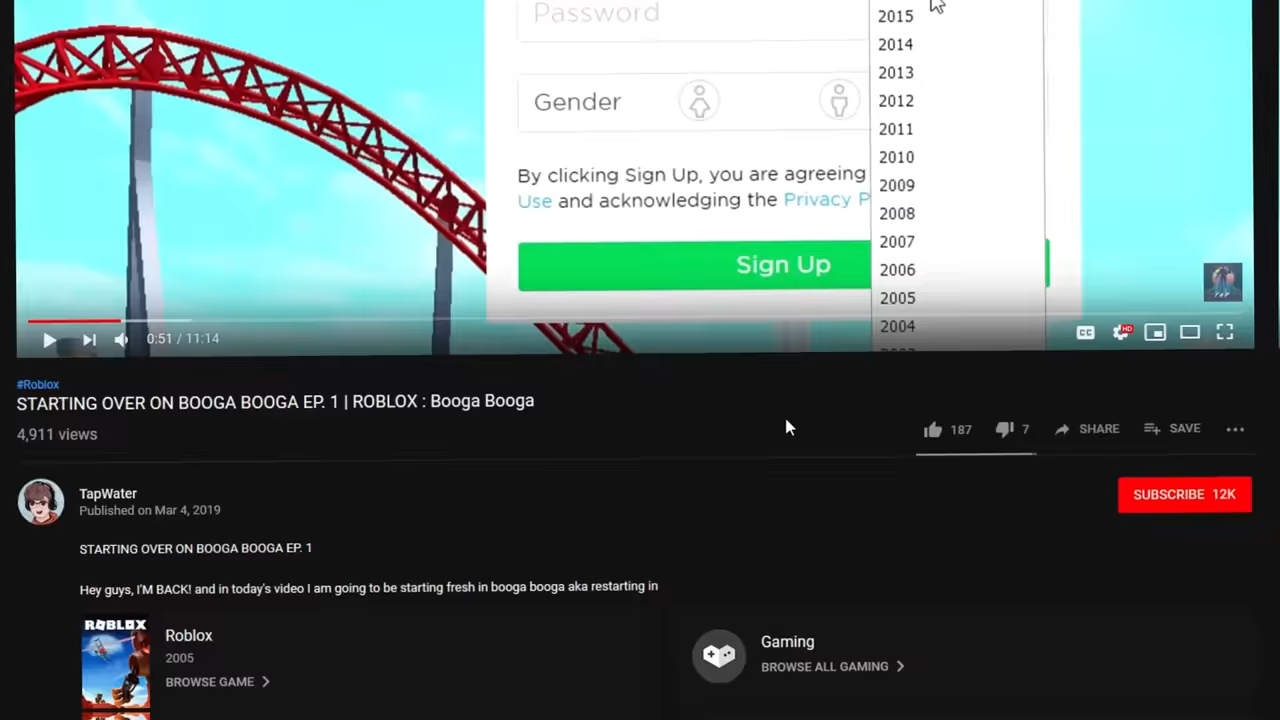 Password
2015
2014
2013
Gender
2012
2011
2010
By clicking Sign Up, you are agreeing
2009
Use and acknowledging the Privacy P
2008
2007
Sign Up
2006
2005
2004
0:51 / 11:14
CC
HD
#Roblox
STARTING OVER ON BOOGA BOOGA EP. 1 | ROBLOX : Booga Booga
4,911 views
187
7
SHARE
SAVE
TapWater
Published on Mar 4, 2019
SUBSCRIBE 12K
STARTING OVER ON BOOGA BOOGA EP. 1
Hey guys, I'M BACK! and in today's video I am going to be starting fresh in booga booga aka restarting in
ROBLOX
Roblox
2005
BROWSE GAME
Gaming
BROWSE ALL GAMING